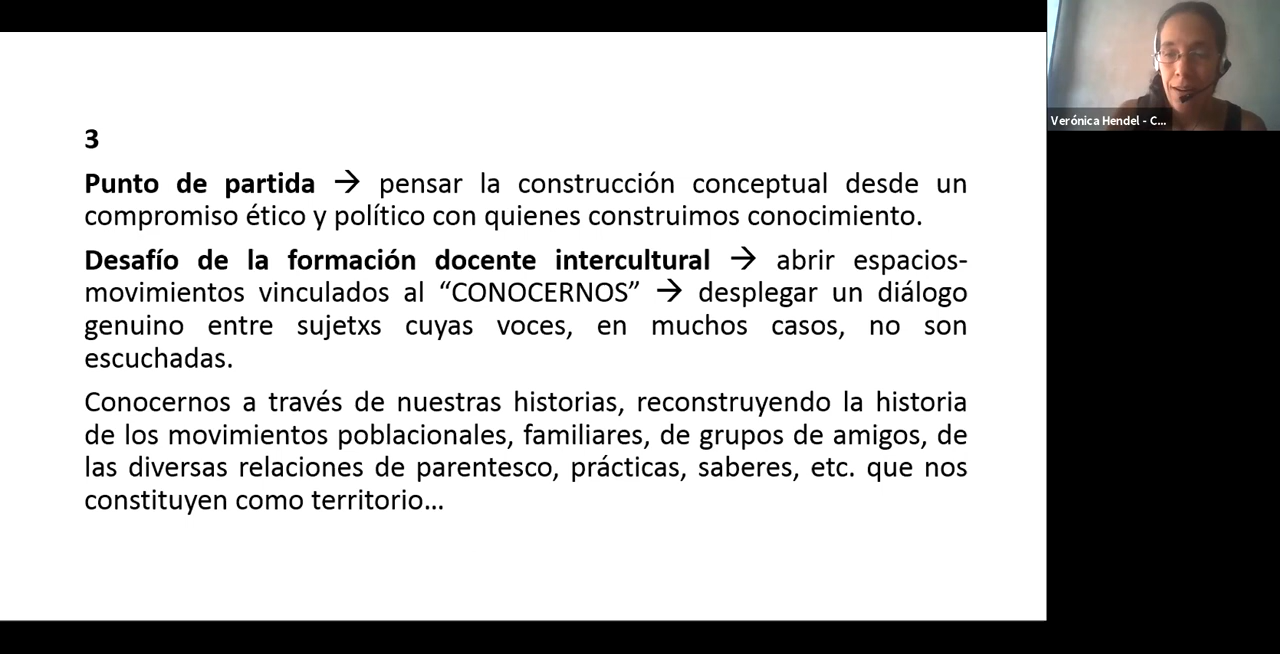 3
Punto de partida → pensar la construcción conceptual desde un
compromiso ético y político con quienes construimos conocimiento.
Desafío de la formación docente intercultural → abrir espacios-
movimientos vinculados al “CONOCERNOS” → desplegar un diálogo
genuino entre sujetxs cuyas voces, en muchos casos, no son
escuchadas.
Conocernos a través de nuestras historias, reconstruyendo la historia
de los movimientos poblacionales, familiares, de grupos de amigos, de
las diversas relaciones de parentesco, prácticas, saberes, etc. que nos
constituyen como territorio...
Verónica Hendel - C...